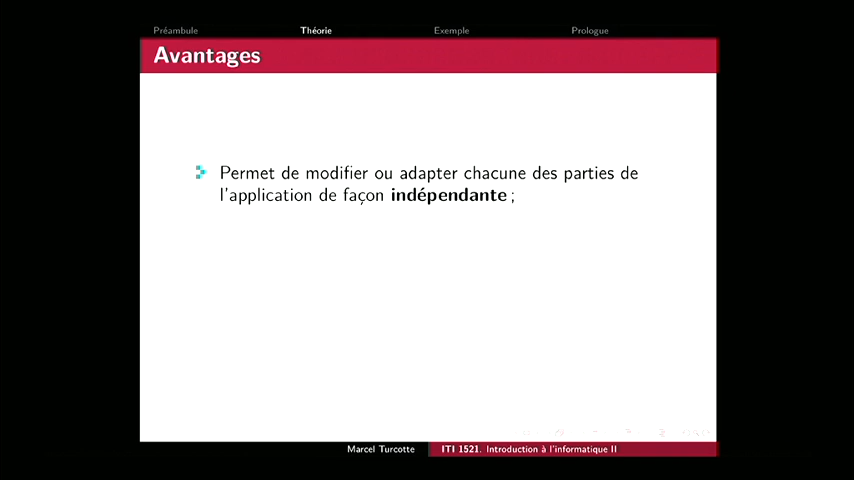 Préambule Théorie Exemple Prologue
Avantages
Permet de modifier ou adapter chacune des parties de
l'application de façon indépendante ;
Marcel Turcotte ITI 1521. Introduction à l'informatique II